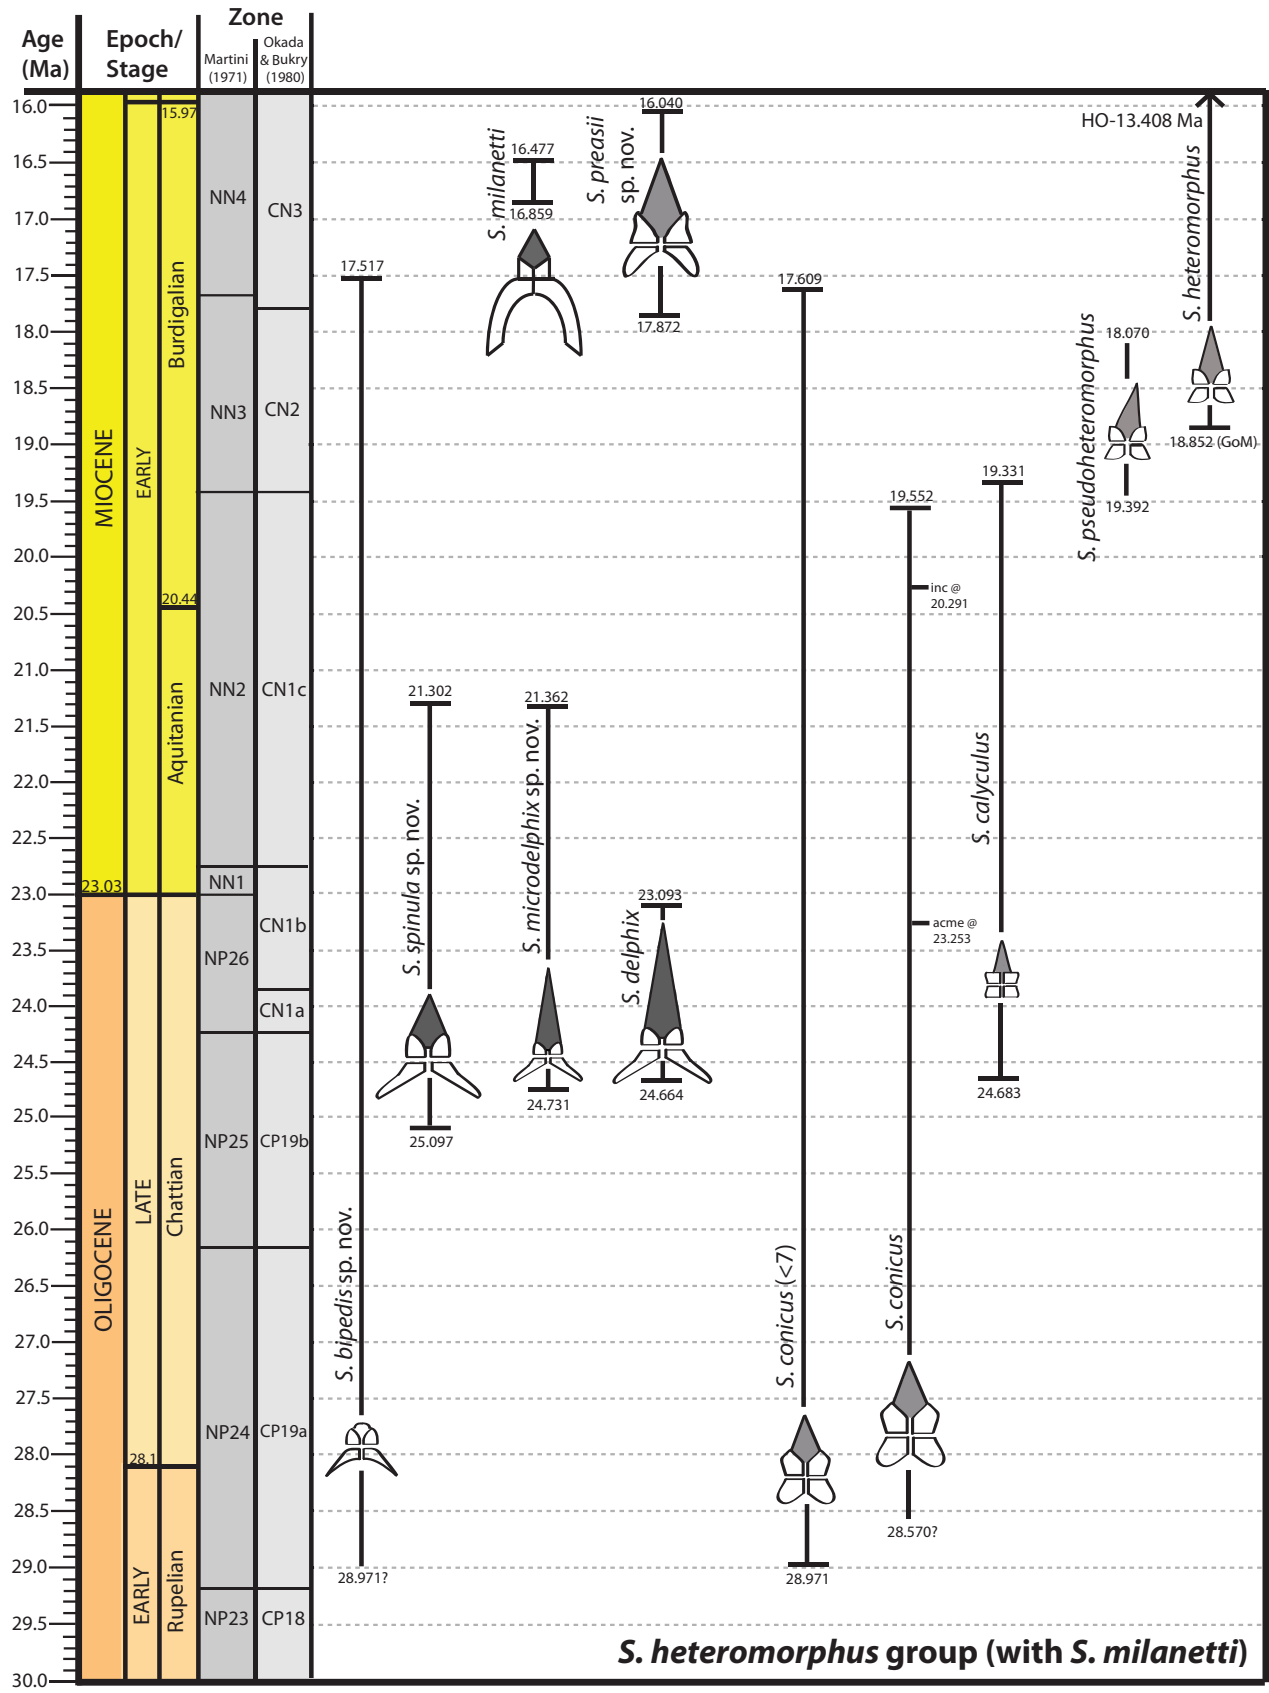 Age
(Ma)
Epoch/
Stage
Zone
Martini
(1971)
Okada
& Bukry
(1980)
16.0
16.5
17.0
17.5
18.0
18.5
19.0
19.5
20.0
20.5
21.0
21.5
22.0
22.5
23.0
23.5
24.0
24.5
25.0
25.5
26.0
26.5
27.0
27.5
28.0
28.5
29.0
29.5
30.0
MIOCENE
OLIGOCENE
23.03
EARLY
LATE
EARLY
28.1
15.97
Burdigalian
20.44
Aquitanian
Chattian
Rupelian
NN4
NN3
NN2
NN1
NP26
NP25
NP24
NP23
CN3
CN2
CN1c
CN1b
CN1a
CP19b
CP19a
CP18
17.517
S. bipedis sp. nov.
28.971?
21.302
S. spinula sp. nov.
25.097
S. milanetti
16.477
16.859
21.362
S. microdelphix sp. nov.
24.731
16.040
S. preasii
sp. nov.
17.872
23.093
S. delphix
24.664
17.609
S. conicus (<7)
28.971
19.552
inc @
20.291
acme @
23.253
S. conicus
28.570?
19.331
S. calyculus
24.683
18.070
S. pseudoheteromorphus
19.392
HO-13.408 Ma
S. heteromorphus
18.852 (GoM)
S. heteromorphus group (with S. milanetti)